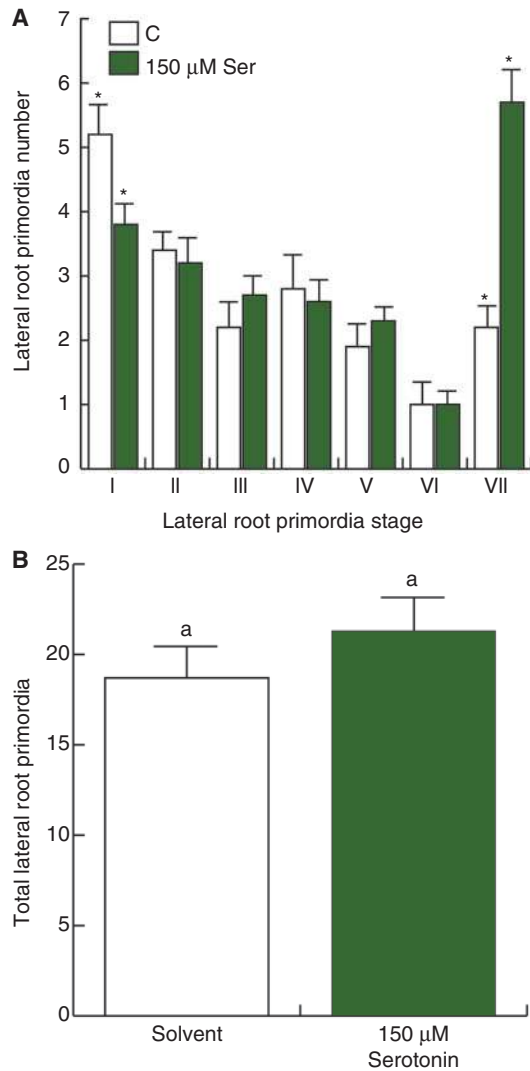 A
C
150 μM Ser
Lateral root primordia number
7
6
5
4
3
2
1
0
* * * *
I II III IV V VI VII
Lateral root primordia stage
B
Total lateral root primordia
25
20
15
10
5
0
a a
Solvent 150 μM
Serotonin